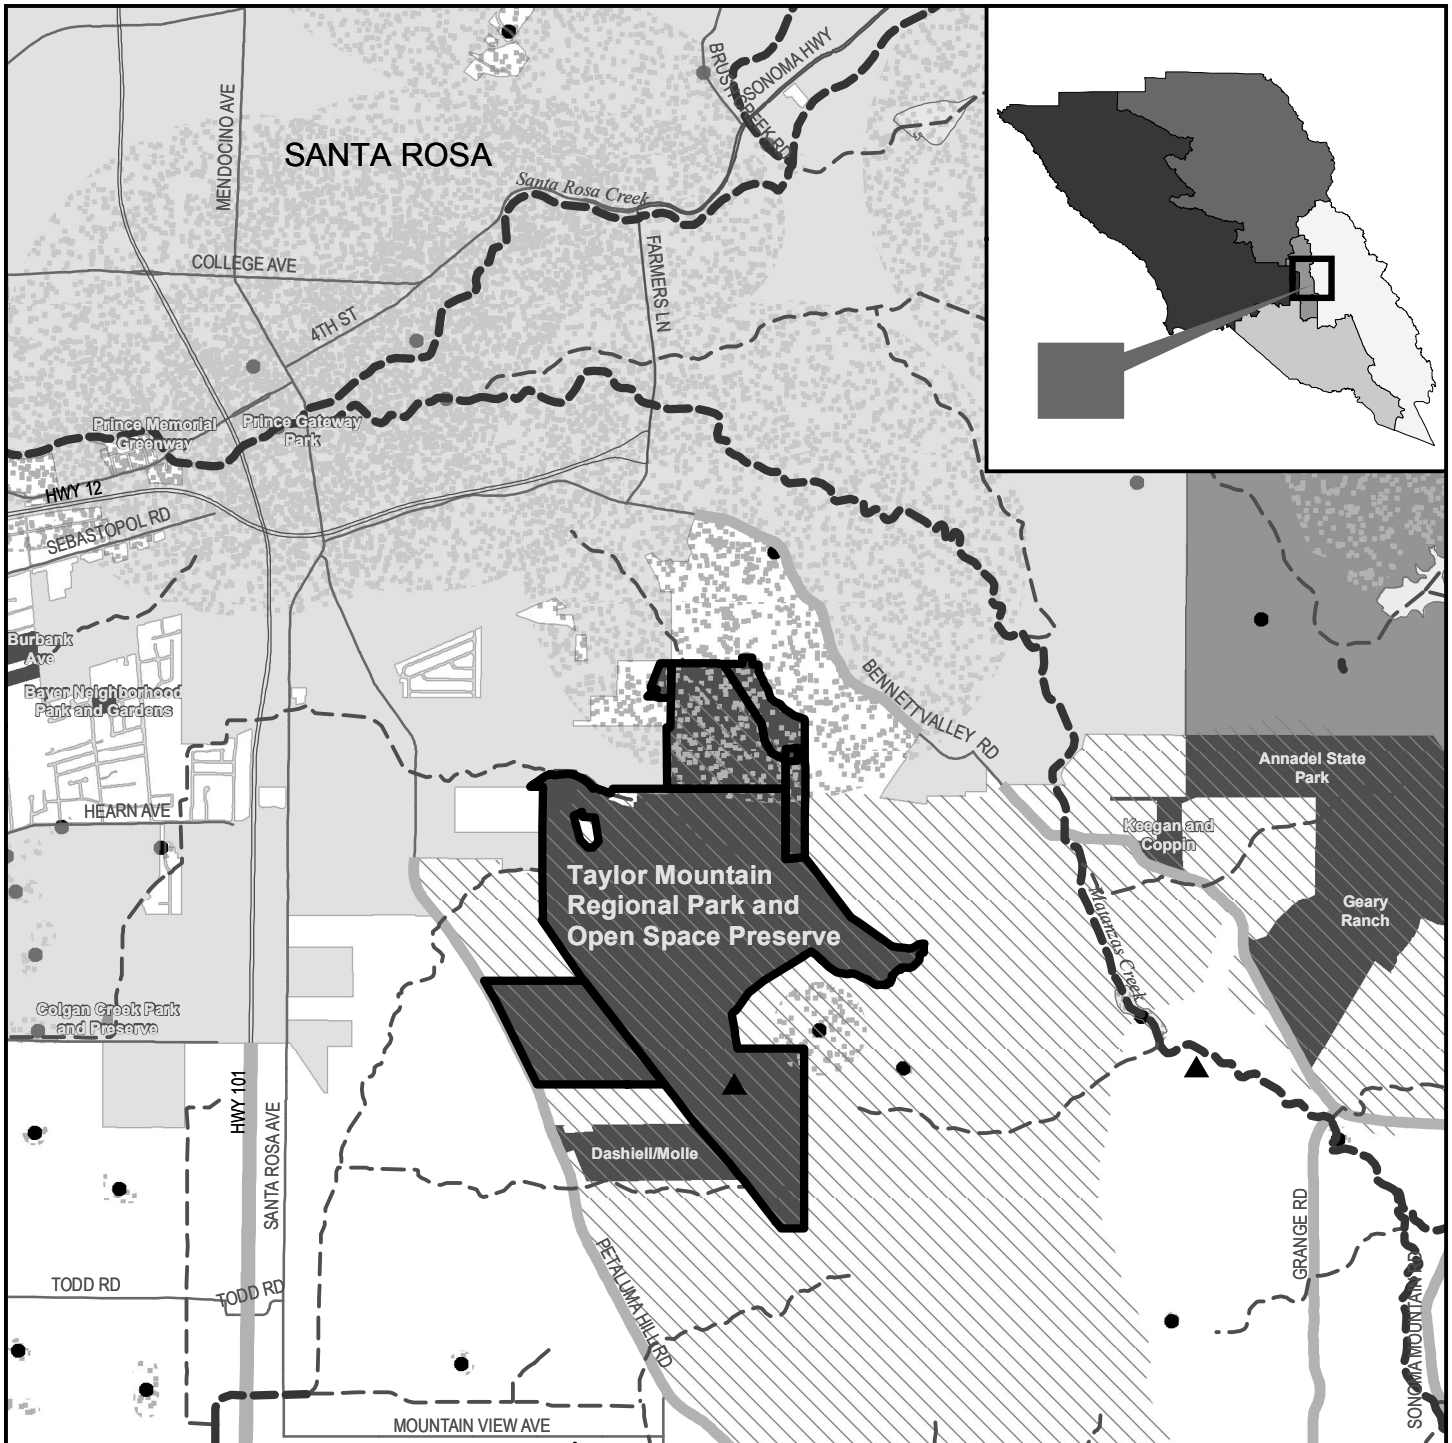 BRUSH CREEK RD
SONOMA HWY
MENDOCINO AVE
SANTA ROSA
Santa Rosa Creek
COLLEGE AVE
FARMERS LN
4TH ST
Prince Memorial
Greenway
Prince Gateway
Park
HWY 12
SEBASTOPOL RD
Burbank
Ave
Bayer Neighborhood
Park and Gardens
BENNETT VALLEY RD
Annadel State
Park
HEARN AVE
Keegan and
Coppin
Taylor Mountain
Regional Park and
Open Space Preserve
Geary
Ranch
Matanzas Creek
Colgan Creek Park
and Preserve
HWY 101
SANTA ROSA AVE
Dashiell/Molle
GRANGE RD
PETALUMA HILL RD
SONOMA MOUNTAIN RD
TODD RD
TODD RD
MOUNTAIN VIEW AVE